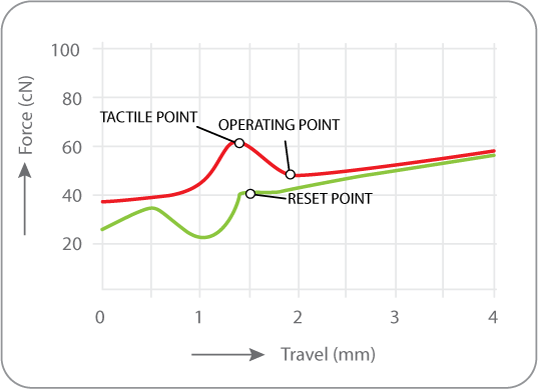 100
80
TACTILE POINT
OPERATING POINT
60
40
RESET POINT
20
Force (cN)
0 1 2 3 4
Travel (mm)